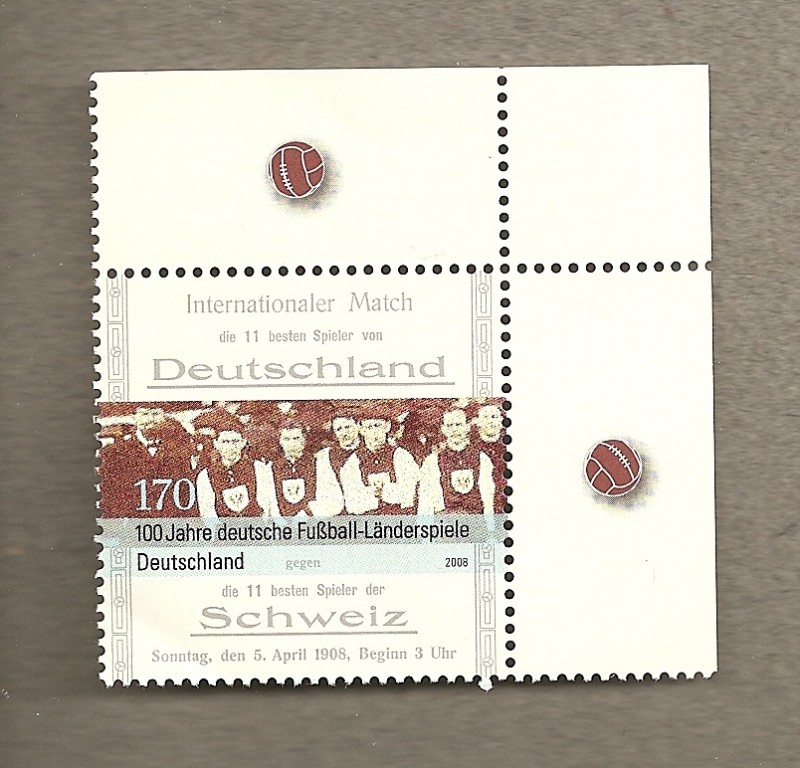 Internationaler Match
die 11 besten Spieler von
Deutschland
170
100 Jahre deutsche Fußball-Länderspiele
Deutschland gegen 2008
die 11 besten Spieler der
Schweiz
Sonntag, den 5. April 1908, Beginn 3 Uhr